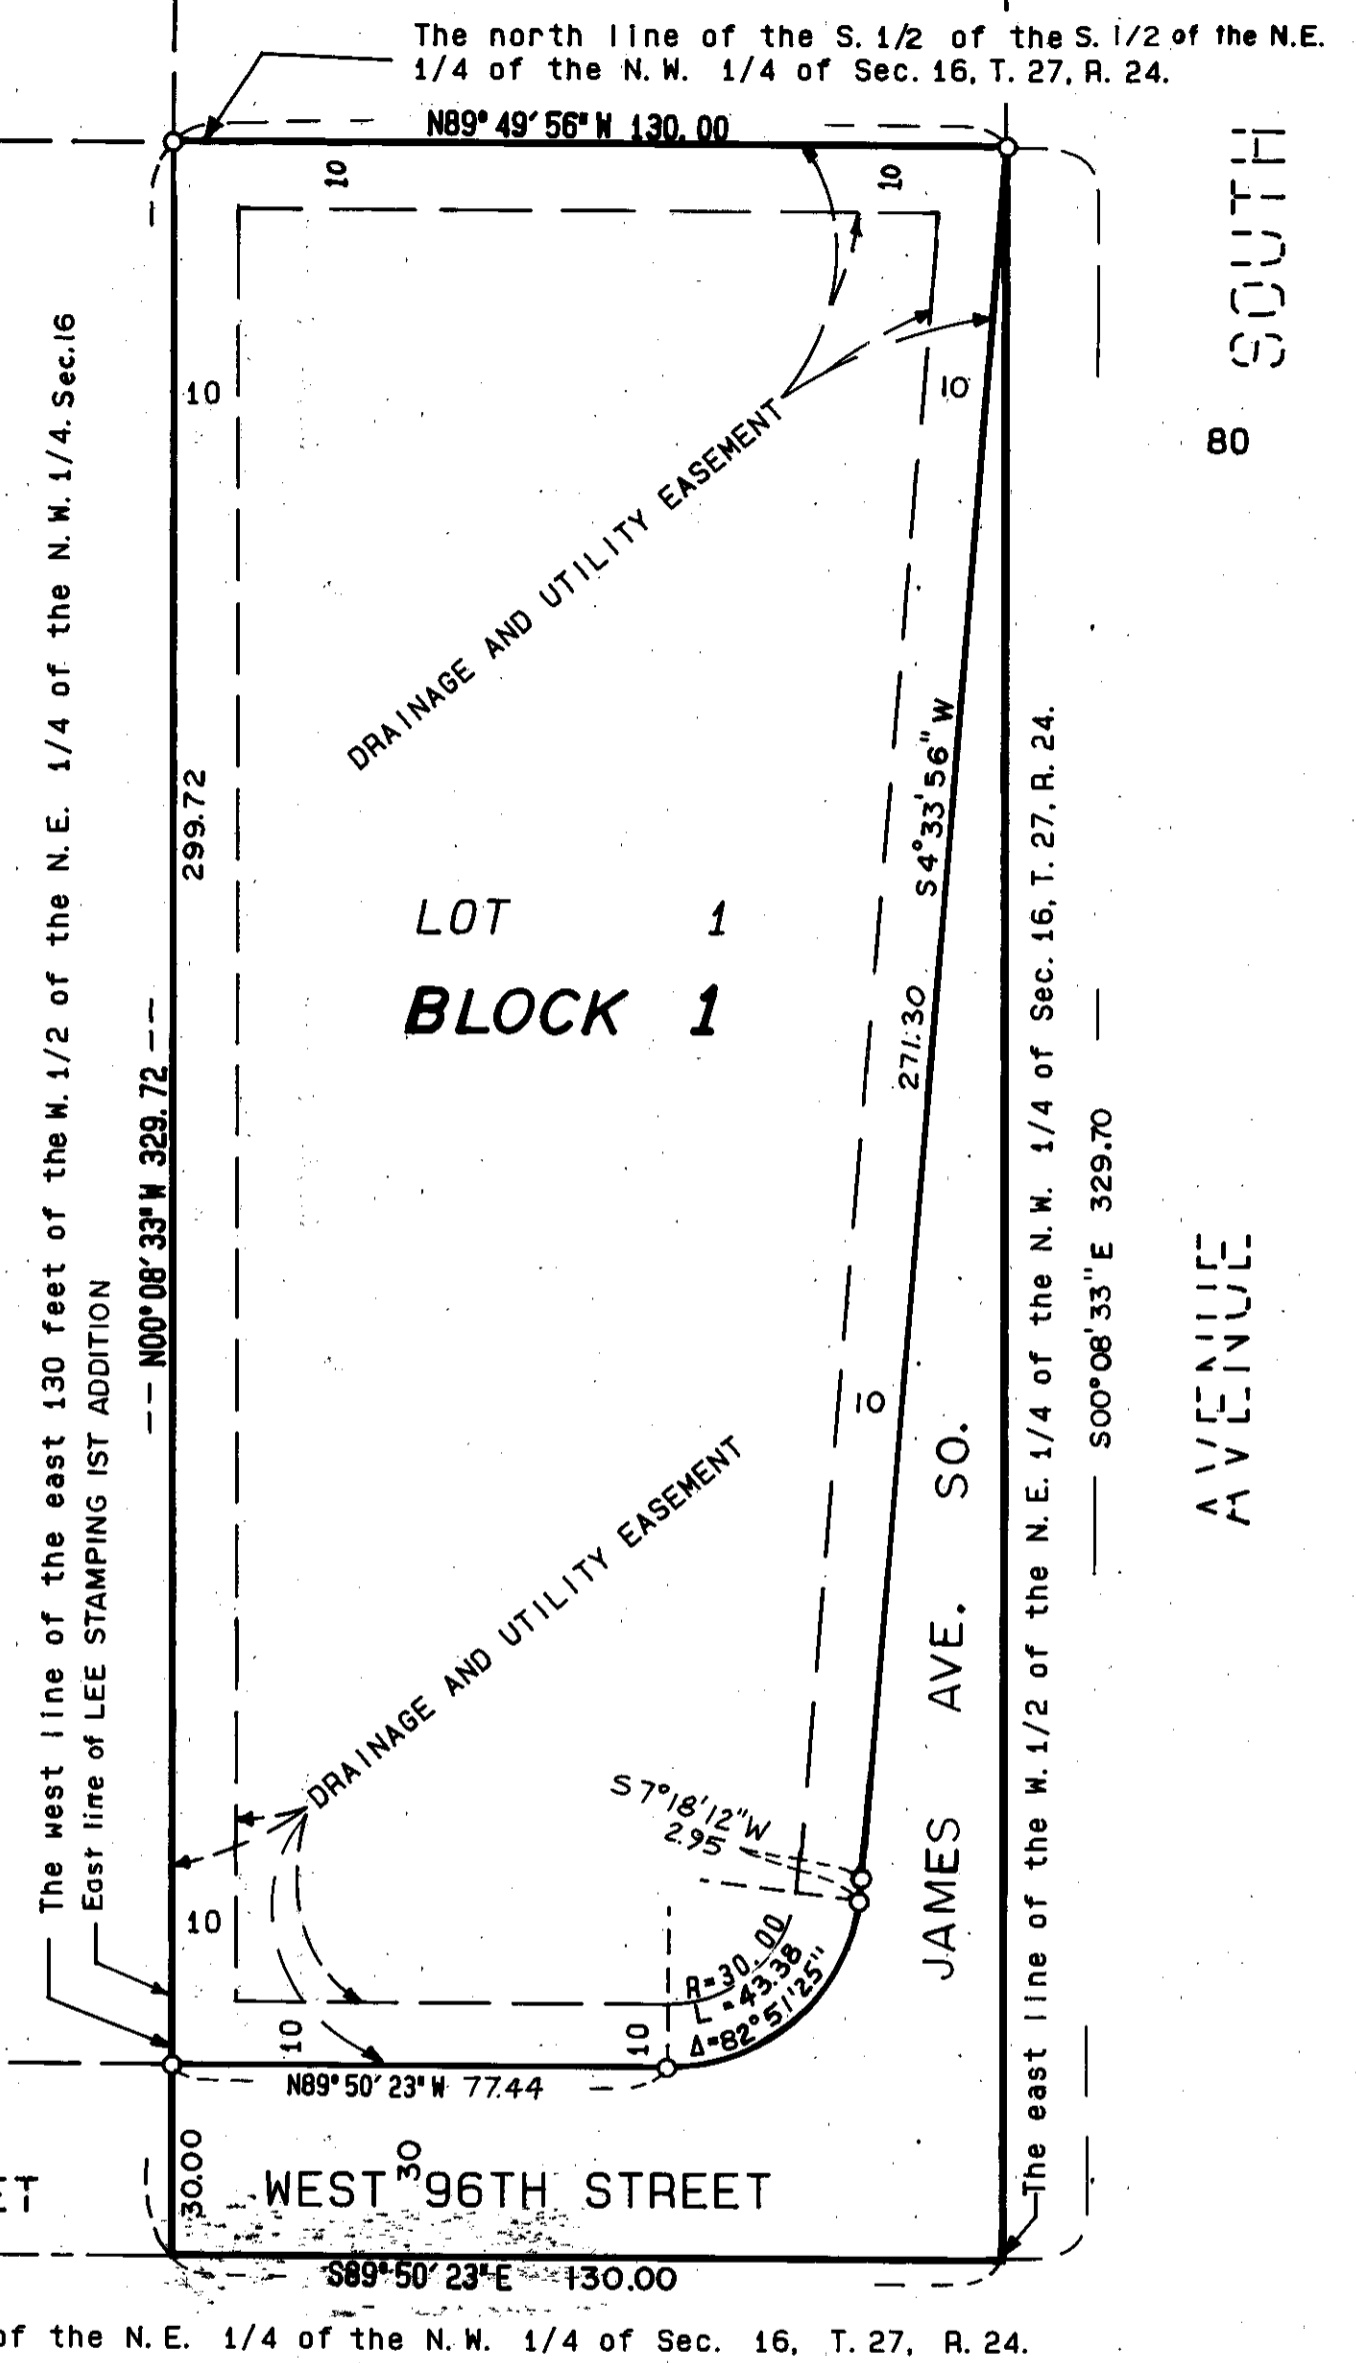 The north line of the S. 1/2 of the S. 1/2 of the N.E.
1/4 of the N.W. 1/4 of Sec. 16, T. 27, R. 24.
N89°49'56"W 130.00
10
10
SOUTH
80
10
10
DRAINAGE AND UTILITY EASEMENT
The west line of the east 130 feet of the W. 1/2 of the N.E. 1/4 of the N.W. 1/4. Sec. 16
East line of LEE STAMPING 1ST ADDITION
N00°08'33"W 329.72
299.72
S4°33'56"W
271.30
LOT 1
BLOCK 1
The east line of the W. 1/2 of the N.E. 1/4 of the N.W. 1/4 of Sec. 16, T. 27, R. 24.
S00°08'33"E 329.70
AVENUE
10
JAMES AVE. SO.
DRAINAGE AND UTILITY EASEMENT
S7°18'12"W
2.95
10
R=30.00
L=43.38
Δ=82°51'25"
10
10
N89°50'23"W 77.44
30.00
30
WEST 96TH STREET
S89°50'23"E 130.00
of the N.E. 1/4 of the N.W. 1/4 of Sec. 16, T. 27, R. 24.